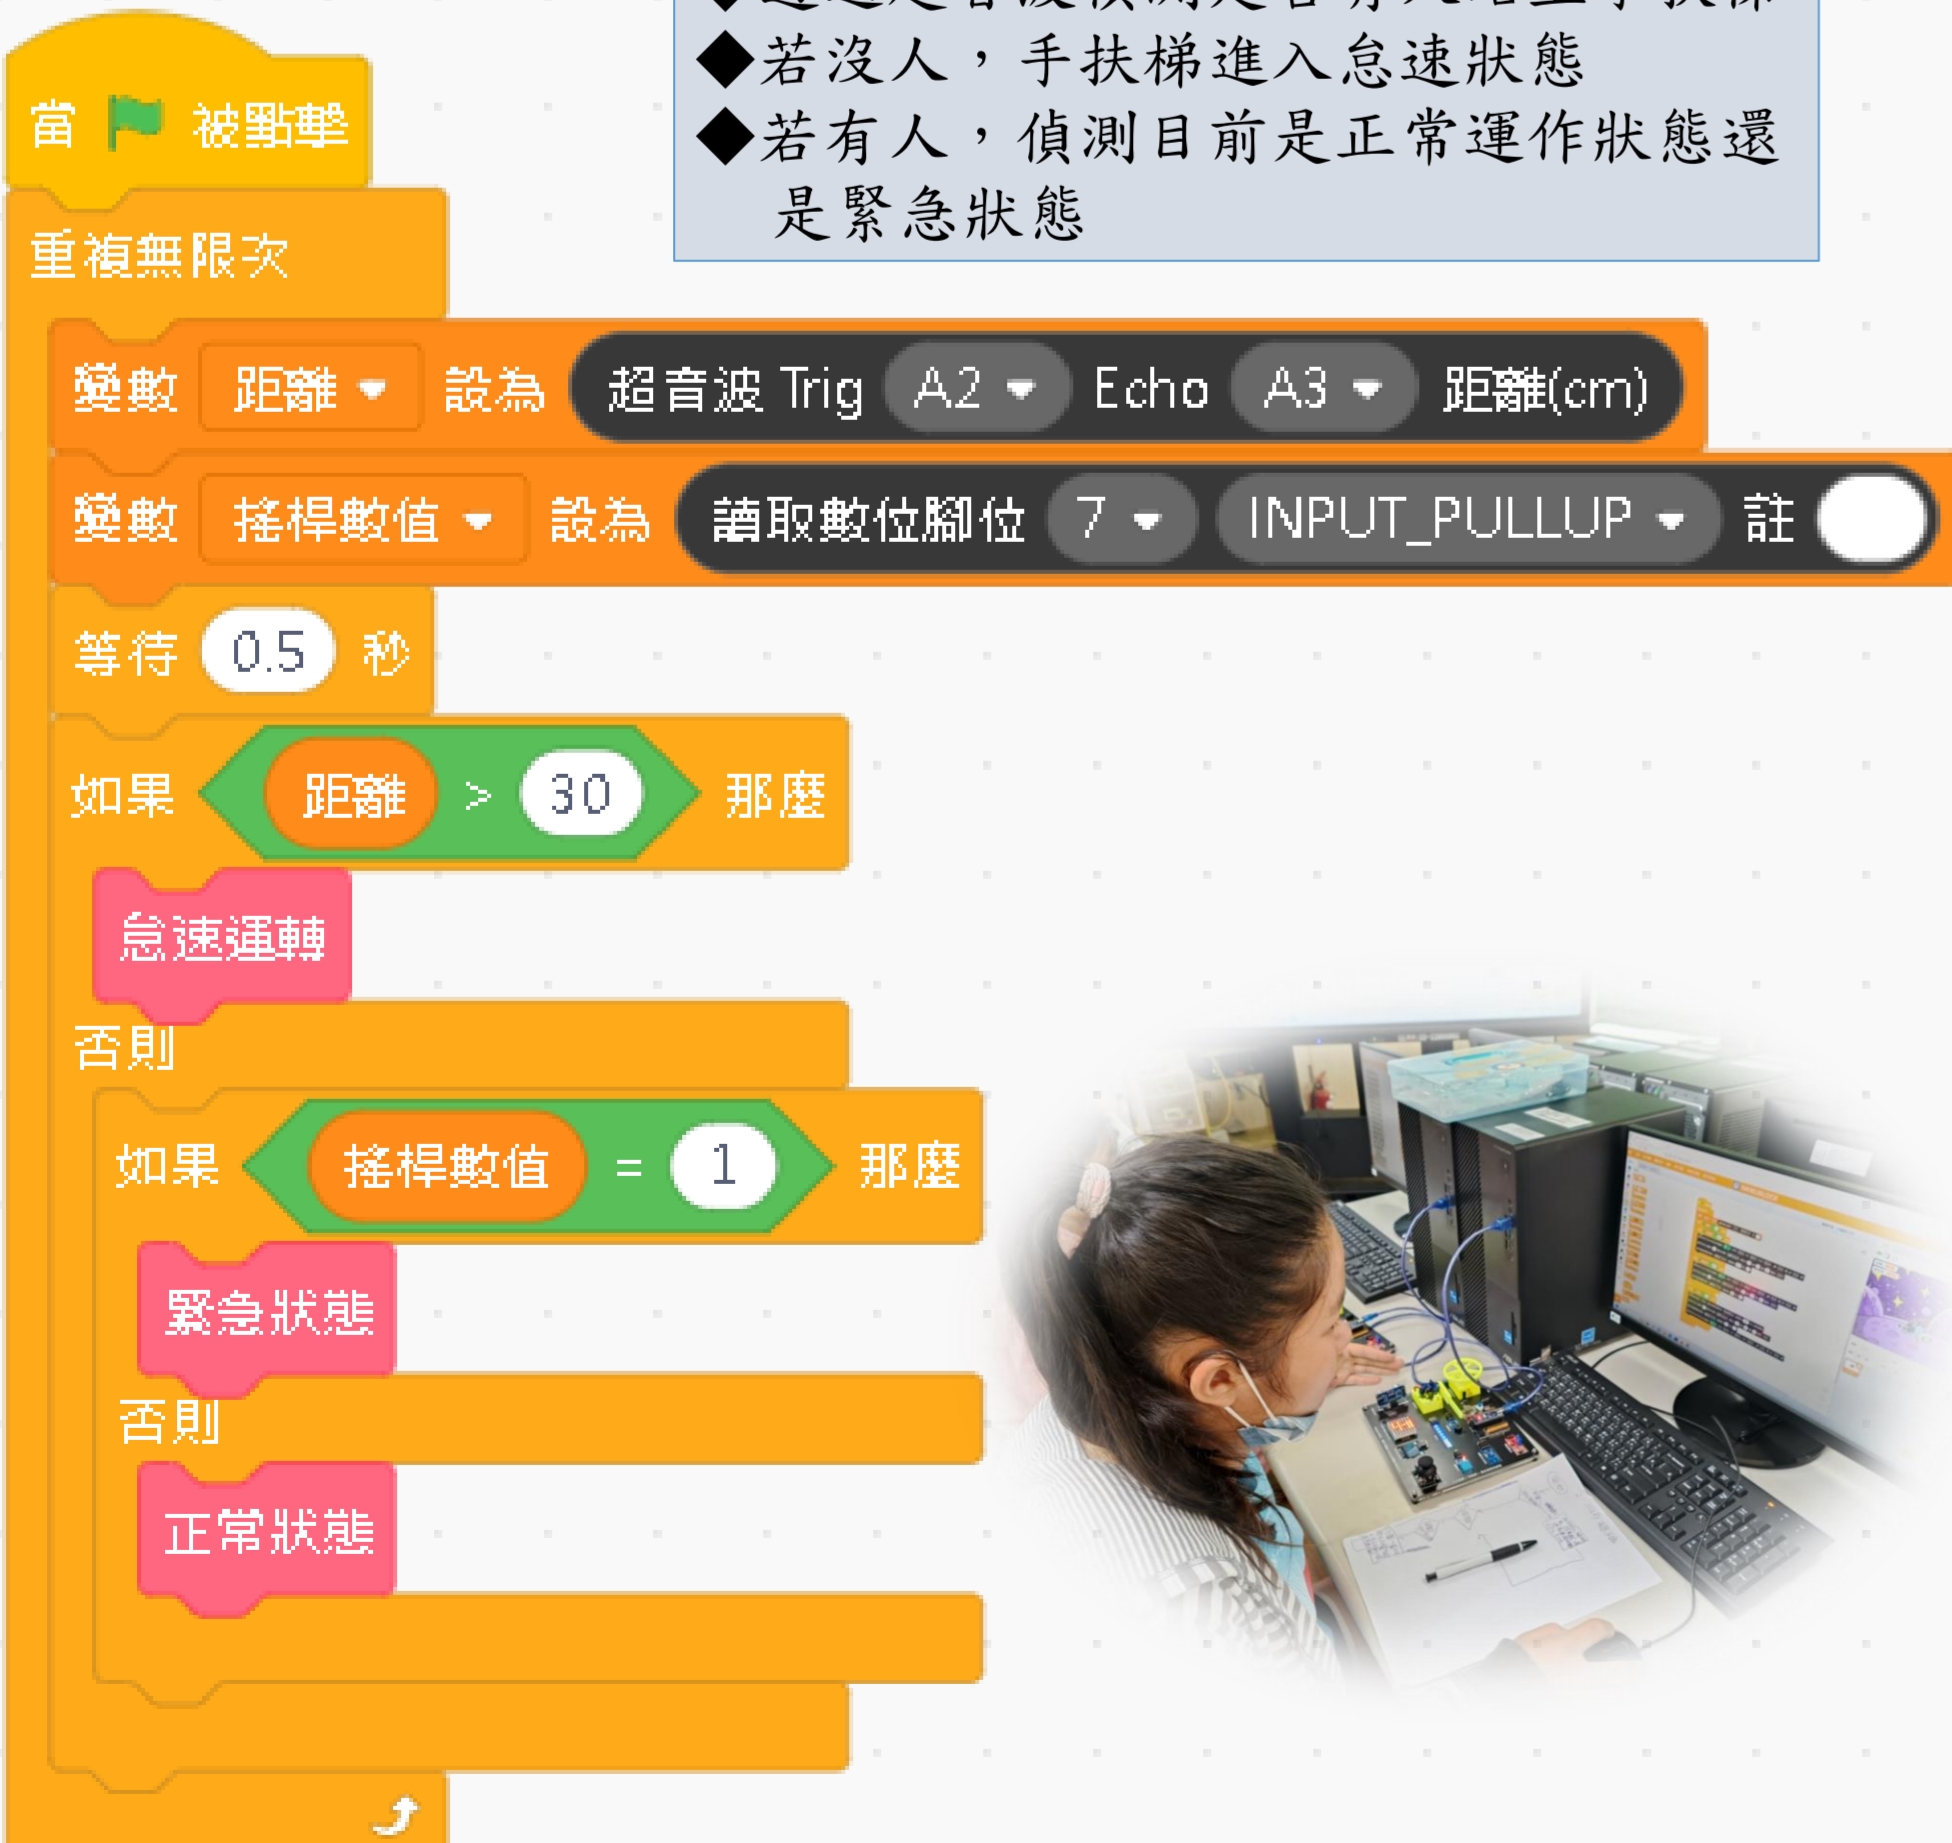 ◆若沒人，手扶梯進入怠速狀態
◆若有人，偵測目前是正常運作狀態還
是緊急狀態
當 被點擊
重複無限次
變數 距離 設為 超音波 Trig A2 Echo A3 距離(cm)
變數 搖桿數值 設為 讀取數位腳位 7 INPUT_PULLUP 註
等待 0.5 秒
如果 距離 > 30 那麼
怠速運轉
否則
如果 搖桿數值 = 1 那麼
緊急狀態
否則
正常狀態